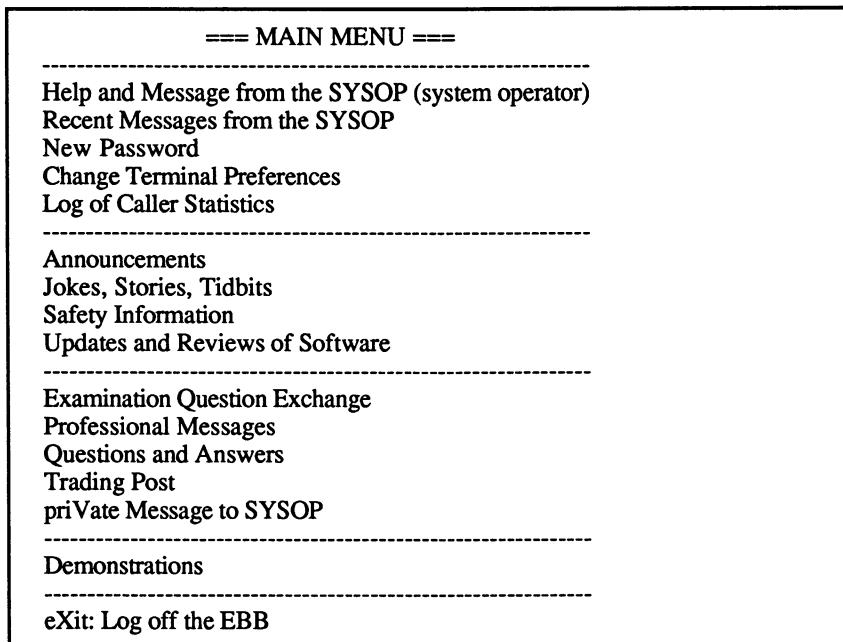 === MAIN MENU ===
---------------------------------------------------------------
Help and Message from the SYSOP (system operator)
Recent Messages from the SYSOP
New Password
Change Terminal Preferences
Log of Caller Statistics
---------------------------------------------------------------
Announcements
Jokes, Stories, Tidbits
Safety Information
Updates and Reviews of Software
---------------------------------------------------------------
Examination Question Exchange
Professional Messages
Questions and Answers
Trading Post
priVate Message to SYSOP
---------------------------------------------------------------
Demonstrations
---------------------------------------------------------------
eXit: Log off the EBB